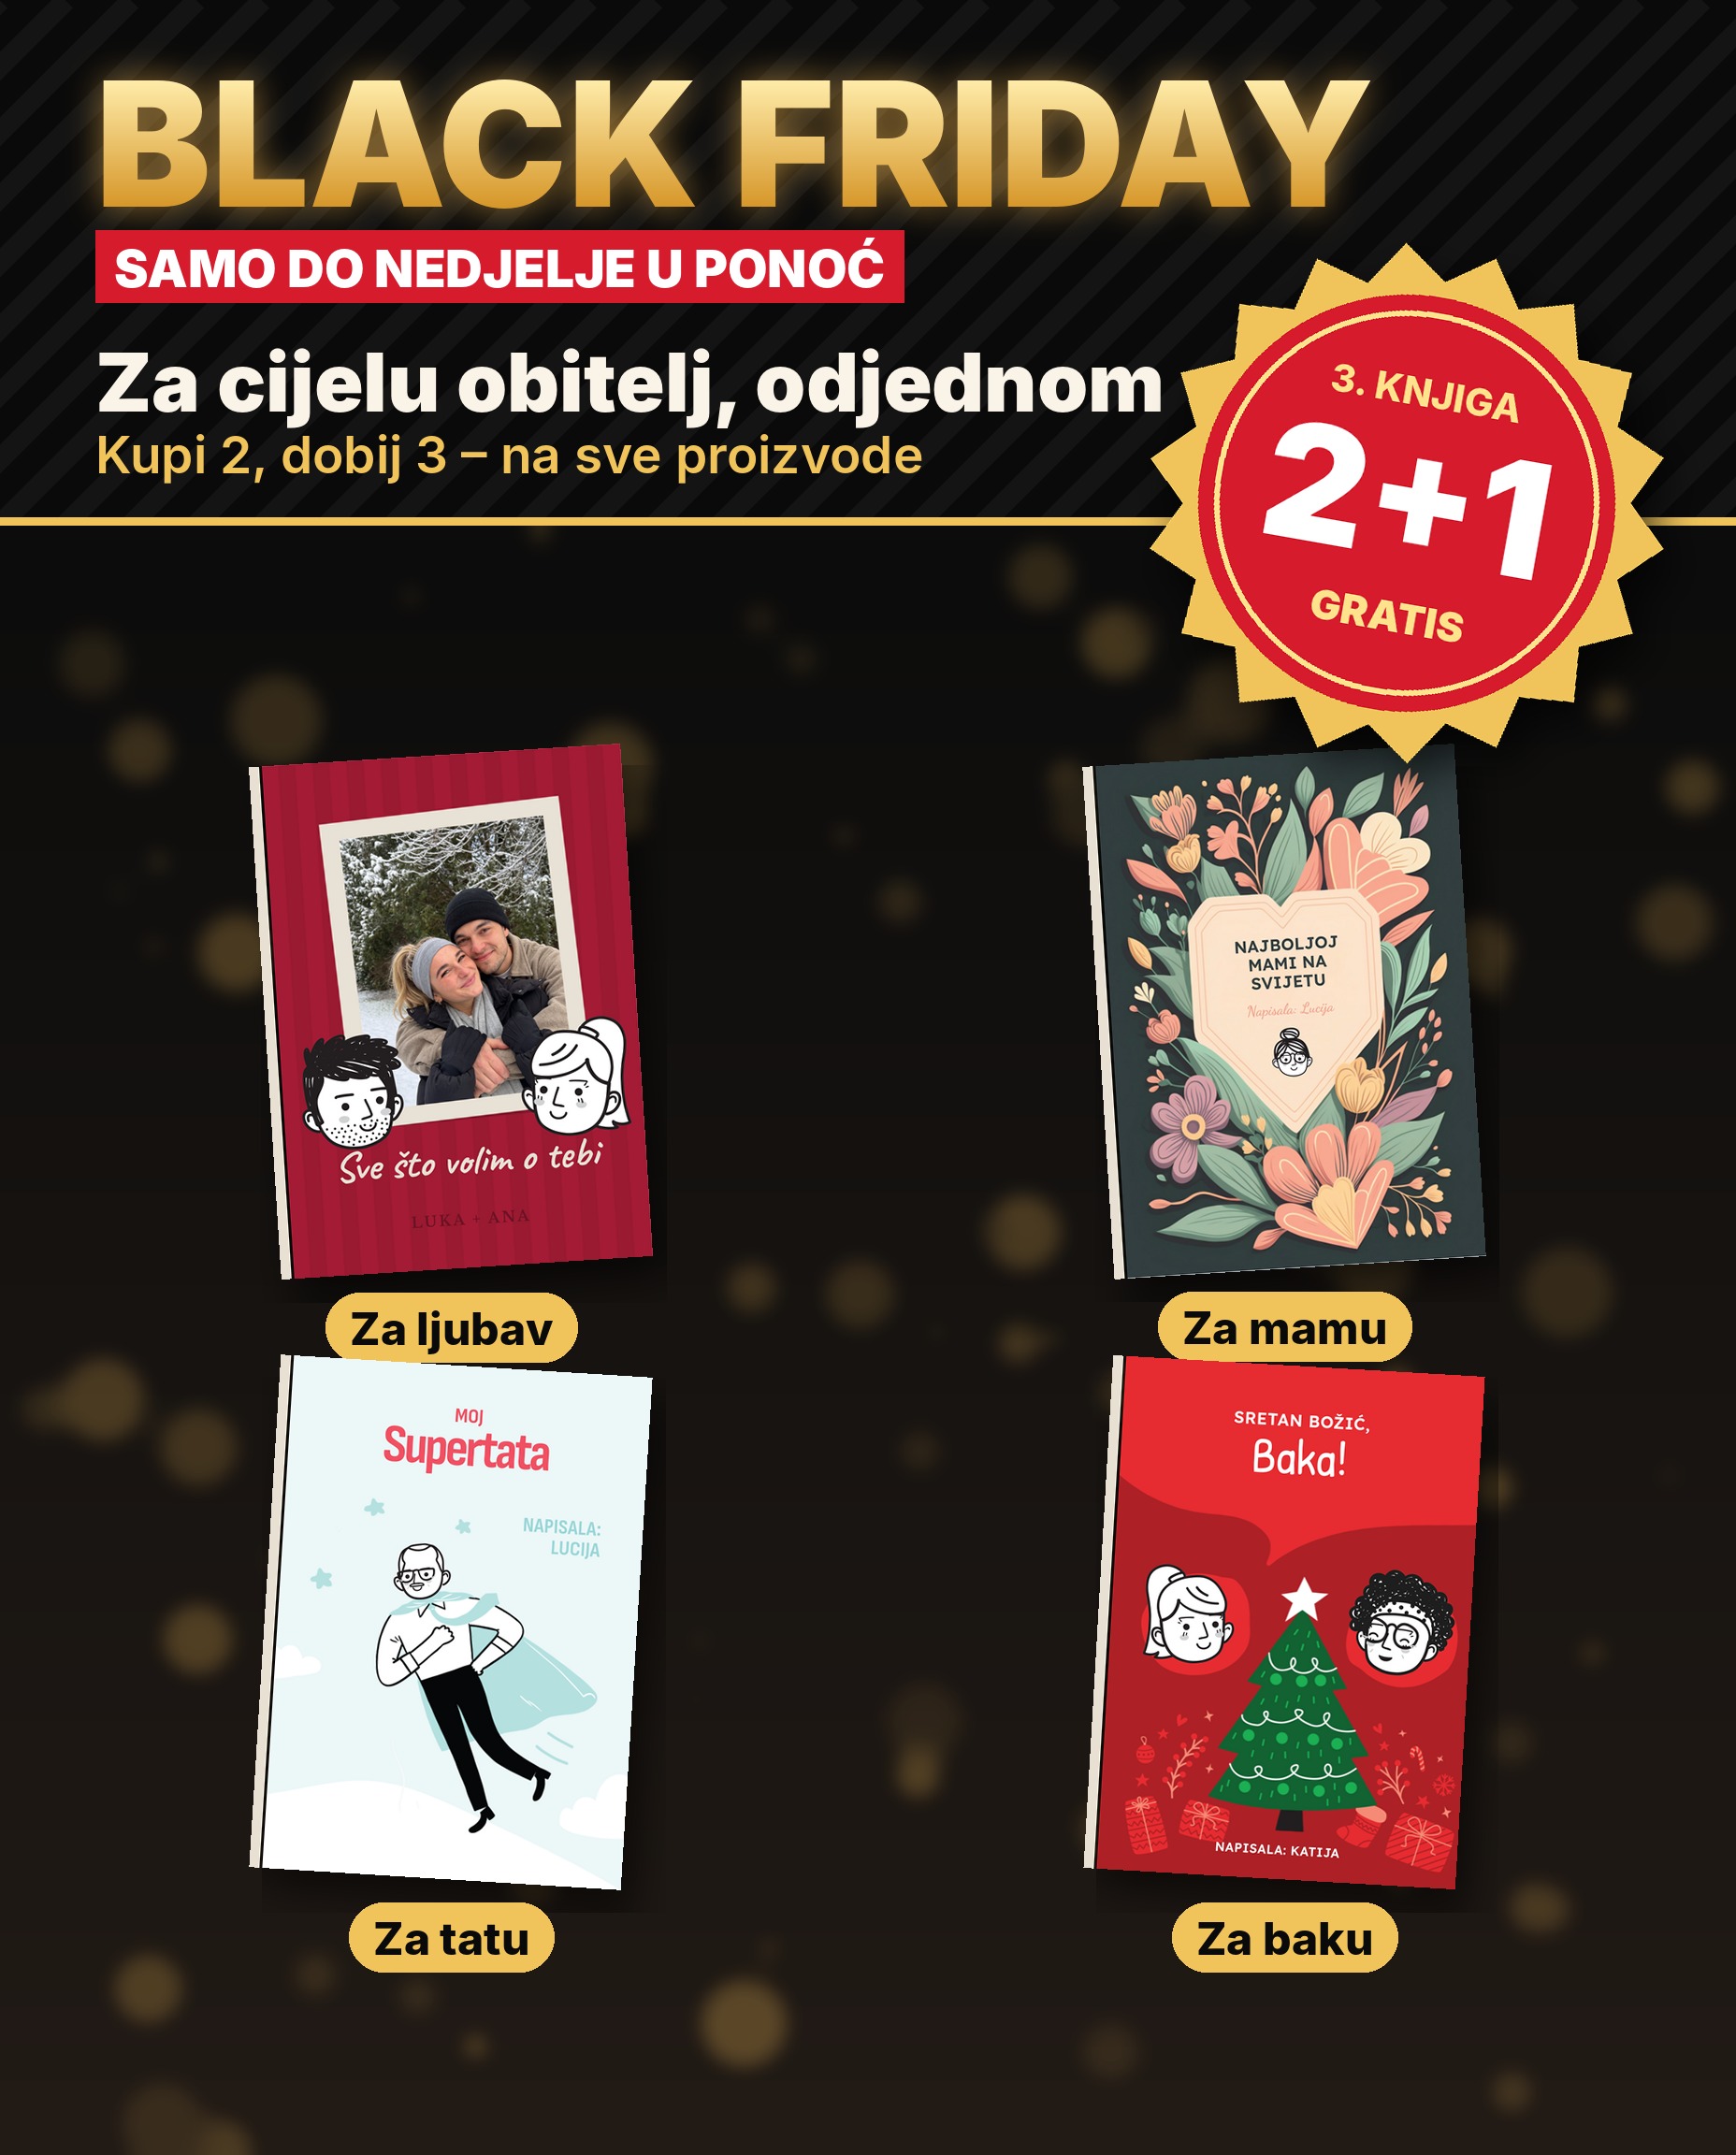 BLACK FRIDAY
SAMO DO NEDJELJE U PONOĆ
Za cijelu obitelj, odjednom
Kupi 2, dobij 3 – na sve proizvode
3. KNJIGA
2+1
GRATIS
Sve što volim o tebi
LUKA + ANA
Za ljubav
NAJBOLJOJ
MAMI NA
SVIJETU
Napisala: Lucija
Za mamu
MOJ
Supertata
NAPISALA:
LUCIJA
Za tatu
SRETAN BOŽIĆ,
Baka!
NAPISALA: KATIJA
Za baku